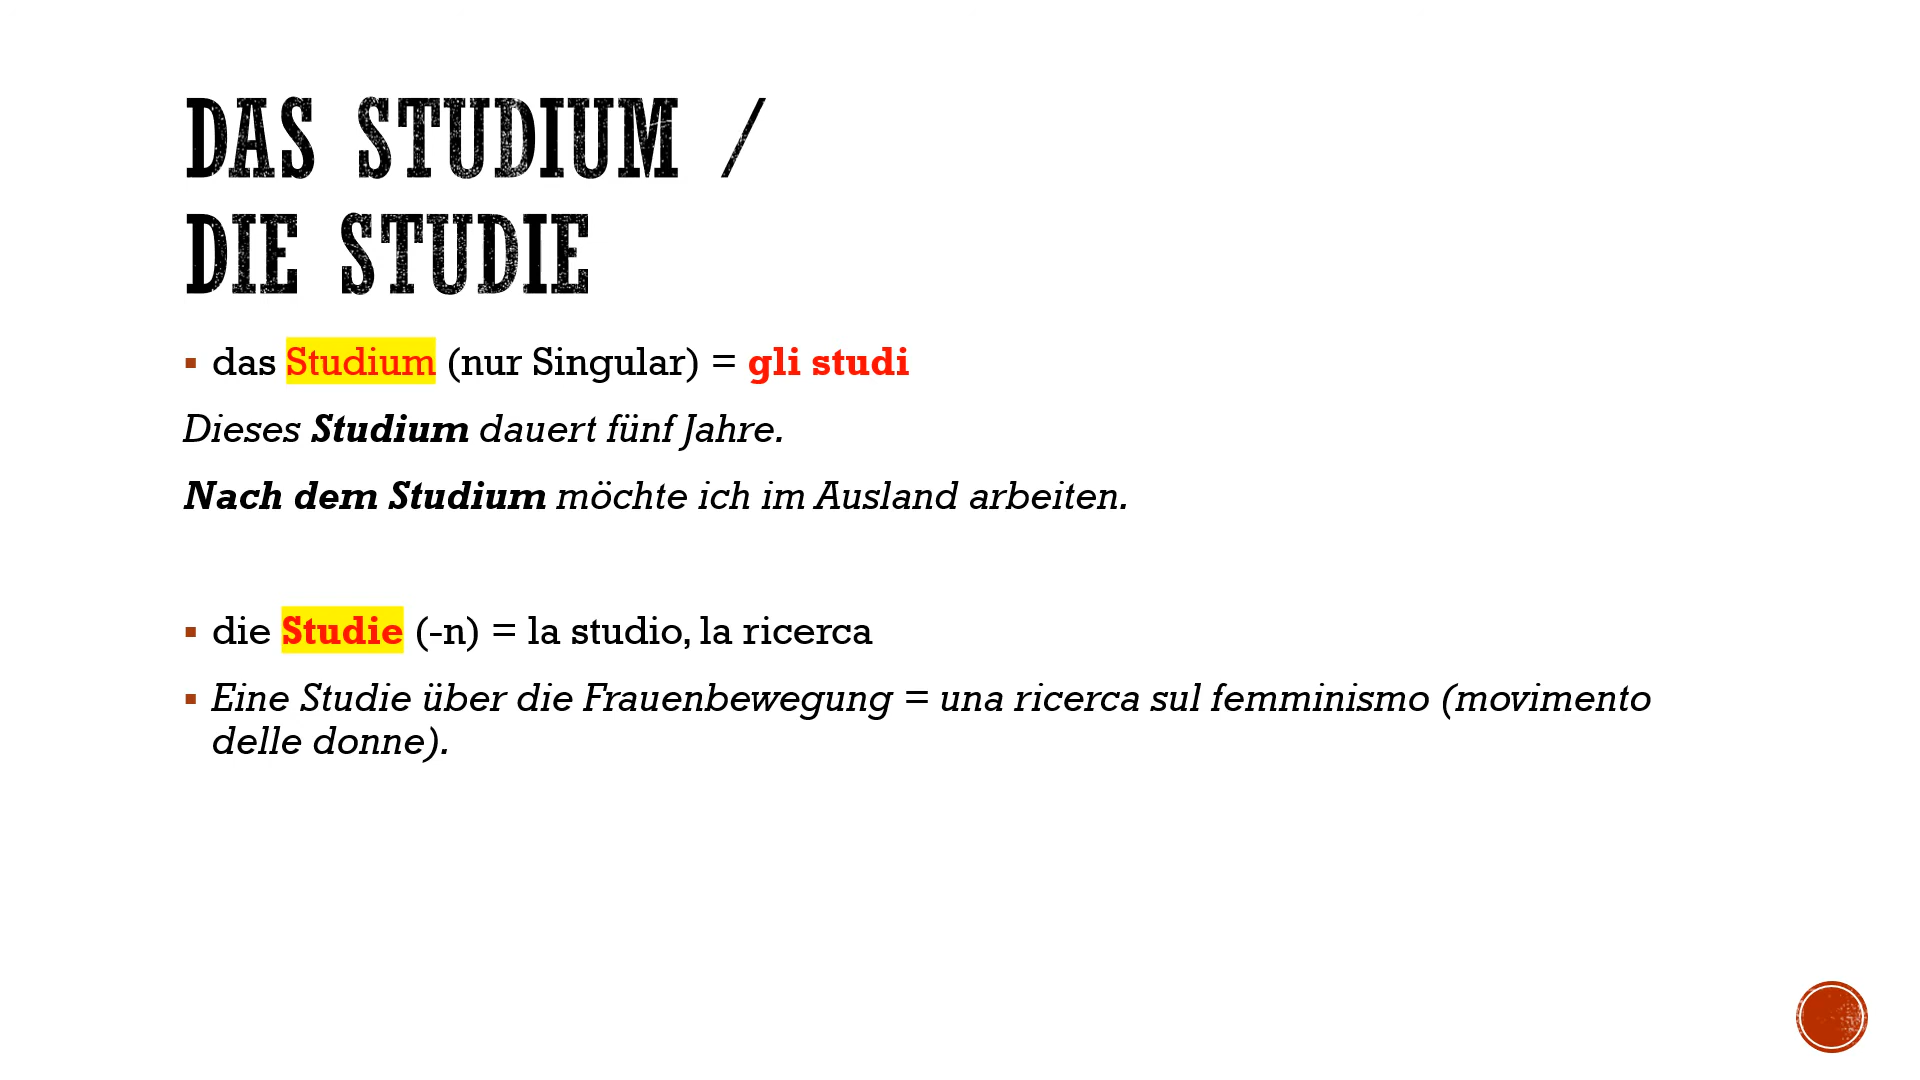 DAS STUDIUM /
DIE STUDIE
▪ das Studium (nur Singular) = gli studi
Dieses Studium dauert fünf Jahre.
Nach dem Studium möchte ich im Ausland arbeiten.
▪ die Studie (-n) = la studio, la ricerca
▪ Eine Studie über die Frauenbewegung = una ricerca sul femminismo (movimento
delle donne).